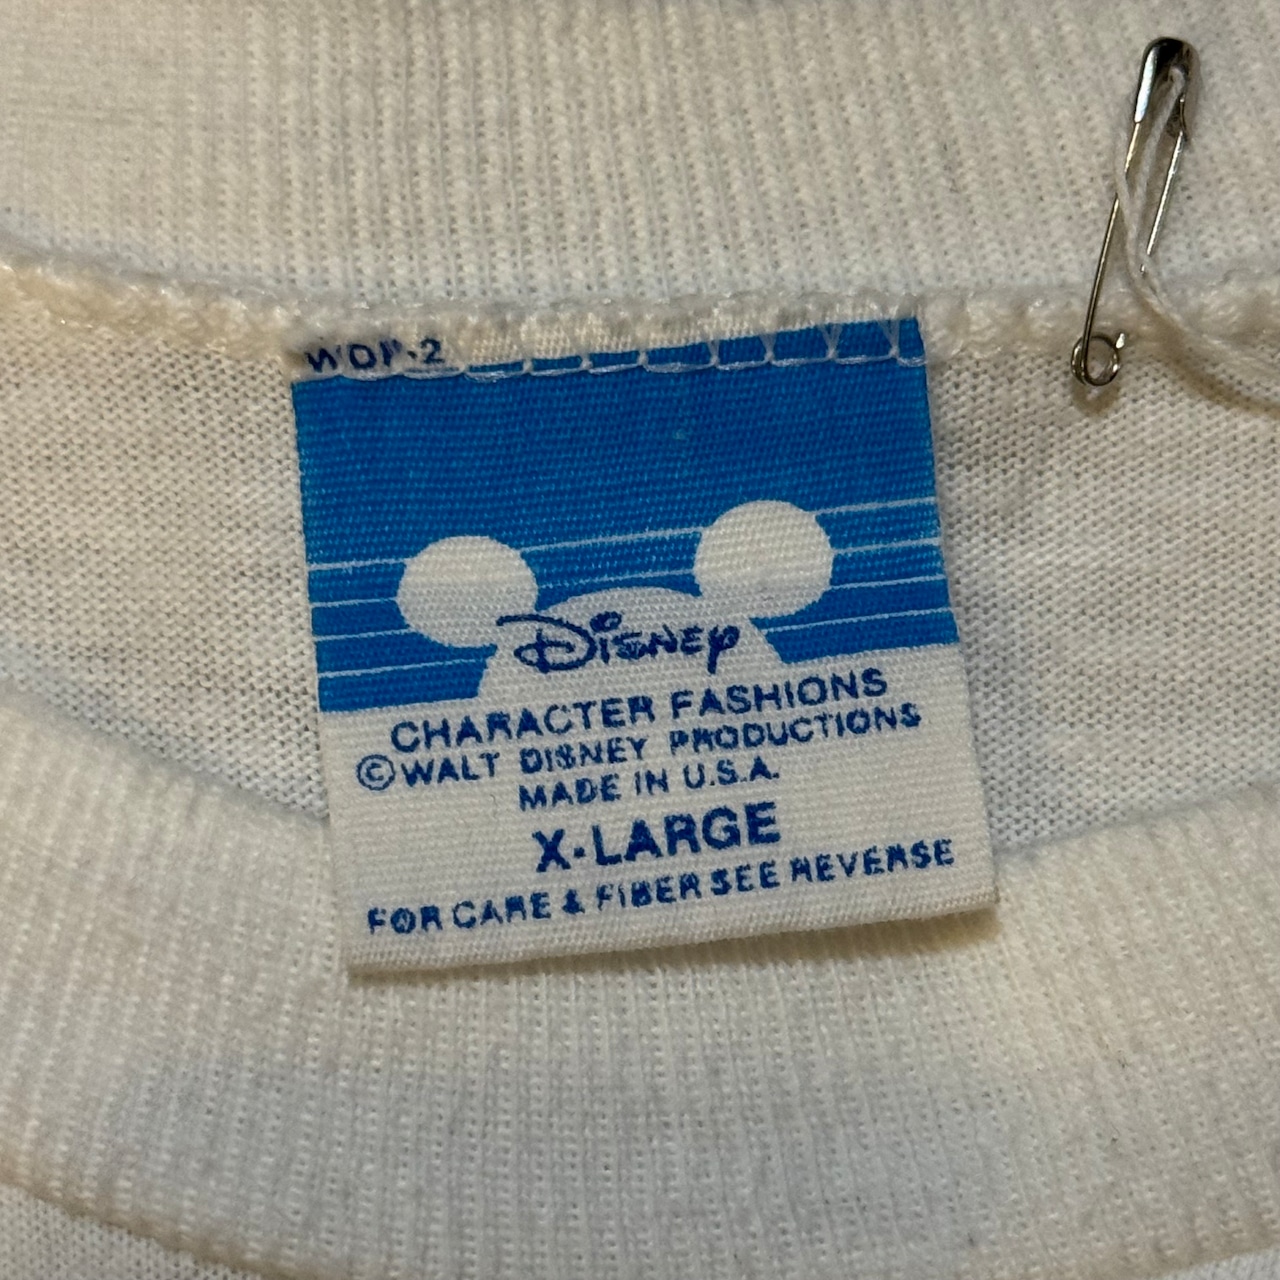 WDP-2
Disney
CHARACTER FASHIONS
©WALT DISNEY PRODUCTIONS
MADE IN U.S.A.
X-LARGE
FOR CARE & FIBER SEE REVERSE